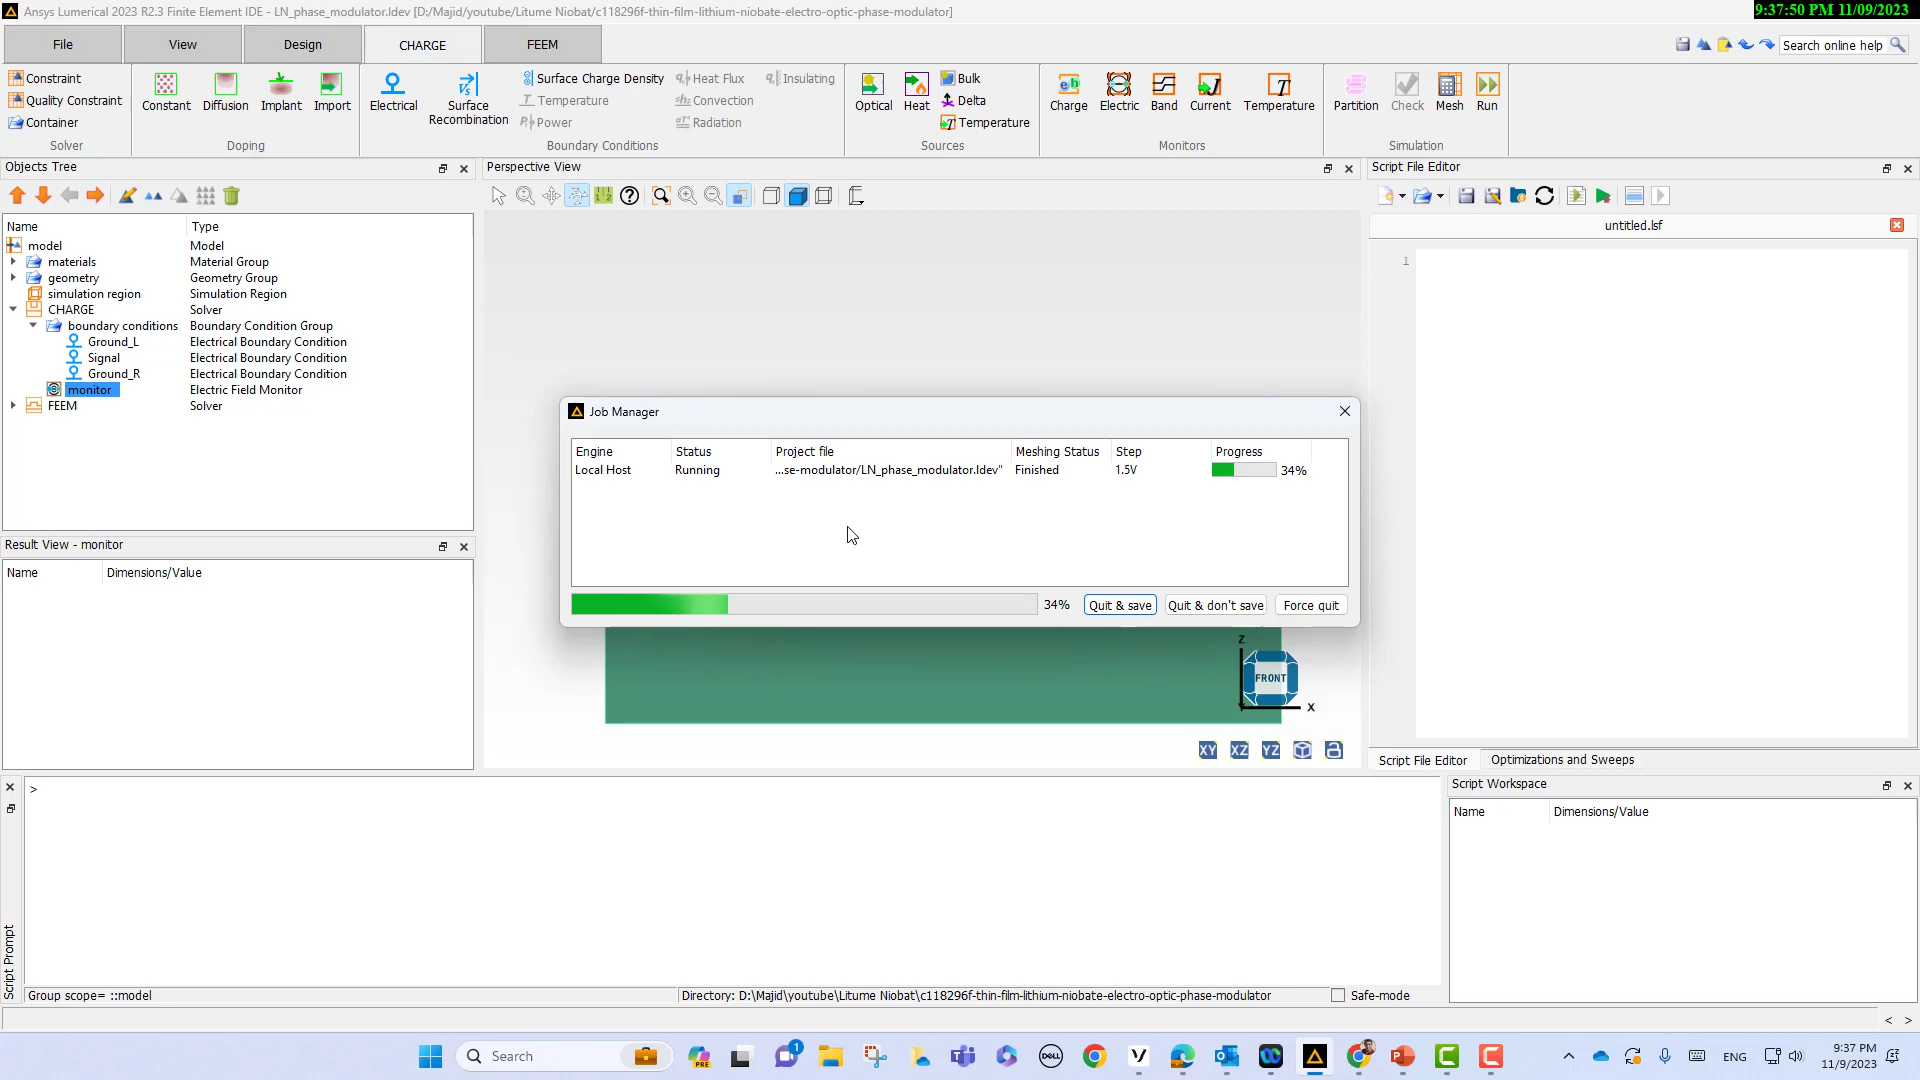 Ansys Lumerical 2023 R2.3 Finite Element IDE - LN_phase_modulator.ldev [D:/Majid/youtube/Litume Niobat/c118296f-thin-film-lithium-niobate-electro-optic-phase-modulator]
9:37:50 PM 11/09/2023
File View Design CHARGE FEEM
Search online help
Constraint
Quality Constraint
Container
Solver
Constant Diffusion Implant Import
Doping
Electrical
Surface Recombination
Surface Charge Density
Temperature
Power
Heat Flux
Convection
Radiation
Insulating
Boundary Conditions
Optical Heat
Bulk
Delta
Temperature
Sources
Charge Electric Band Current Temperature
Monitors
Partition Check Mesh Run
Simulation
Objects Tree
Name Type
model Model
materials Material Group
geometry Geometry Group
simulation region Simulation Region
CHARGE Solver
boundary conditions Boundary Condition Group
Ground_L Electrical Boundary Condition
Signal Electrical Boundary Condition
Ground_R Electrical Boundary Condition
monitor Electric Field Monitor
FEEM Solver
Result View - monitor
Name Dimensions/Value
Perspective View
Job Manager
Engine Status Project file Meshing Status Step Progress
Local Host Running ...se-modulator/LN_phase_modulator.ldev" Finished 1.5V 34%
34% Quit & save Quit & don't save Force quit
Z
FRONT
X
XY XZ YZ
Script File Editor
untitled.lsf
1
Script File Editor Optimizations and Sweeps
Script Workspace
Name Dimensions/Value
>
Script Prompt
Group scope= ::model
Directory: D:\Majid\youtube\Litume Niobat\c118296f-thin-film-lithium-niobate-electro-optic-phase-modulator
Safe-mode
< >
Search
PRE
1
DELL
ENG
9:37 PM
11/9/2023